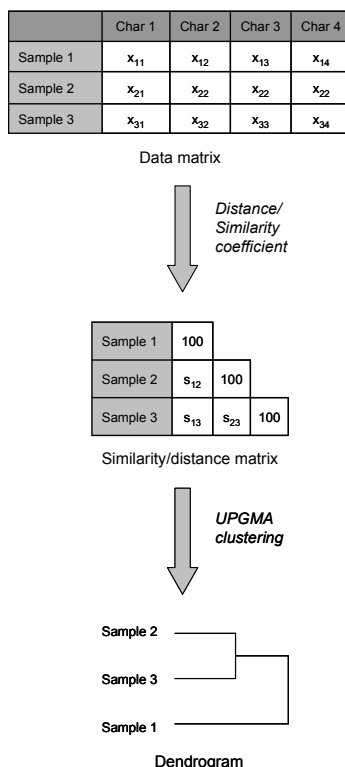 Char 1 Char 2 Char 3 Char 4
Sample 1 x11 x12 x13 x14
Sample 2 x21 x22 x22 x22
Sample 3 x31 x32 x33 x34
Data matrix
Distance/
Similarity
coefficient
Sample 1 100
Sample 2 s12 100
Sample 3 s13 s23 100
Similarity/distance matrix
UPGMA
clustering
Sample 2
Sample 3
Sample 1
Dendrogram